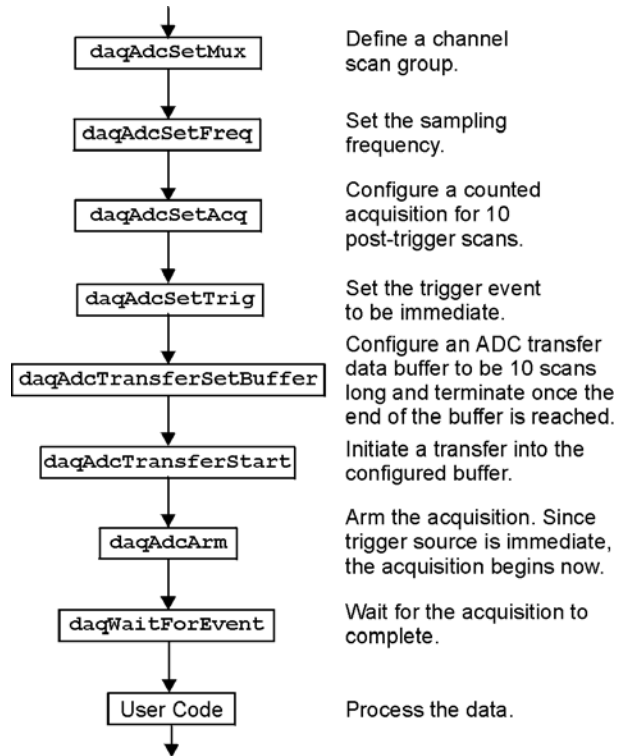 daqAdcSetMux
Define a channel
scan group.
daqAdcSetFreq
Set the sampling
frequency.
daqAdcSetAcq
Configure a counted
acquisition for 10
post-trigger scans.
daqAdcSetTrig
Set the trigger event
to be immediate.
daqAdcTransferSetBuffer
Configure an ADC transfer
data buffer to be 10 scans
long and terminate once the
end of the buffer is reached.
daqAdcTransferStart
Initiate a transfer into the
configured buffer.
daqAdcArm
Arm the acquisition. Since
trigger source is immediate,
the acquisition begins now.
daqWaitForEvent
Wait for the acquisition to
complete.
User Code
Process the data.